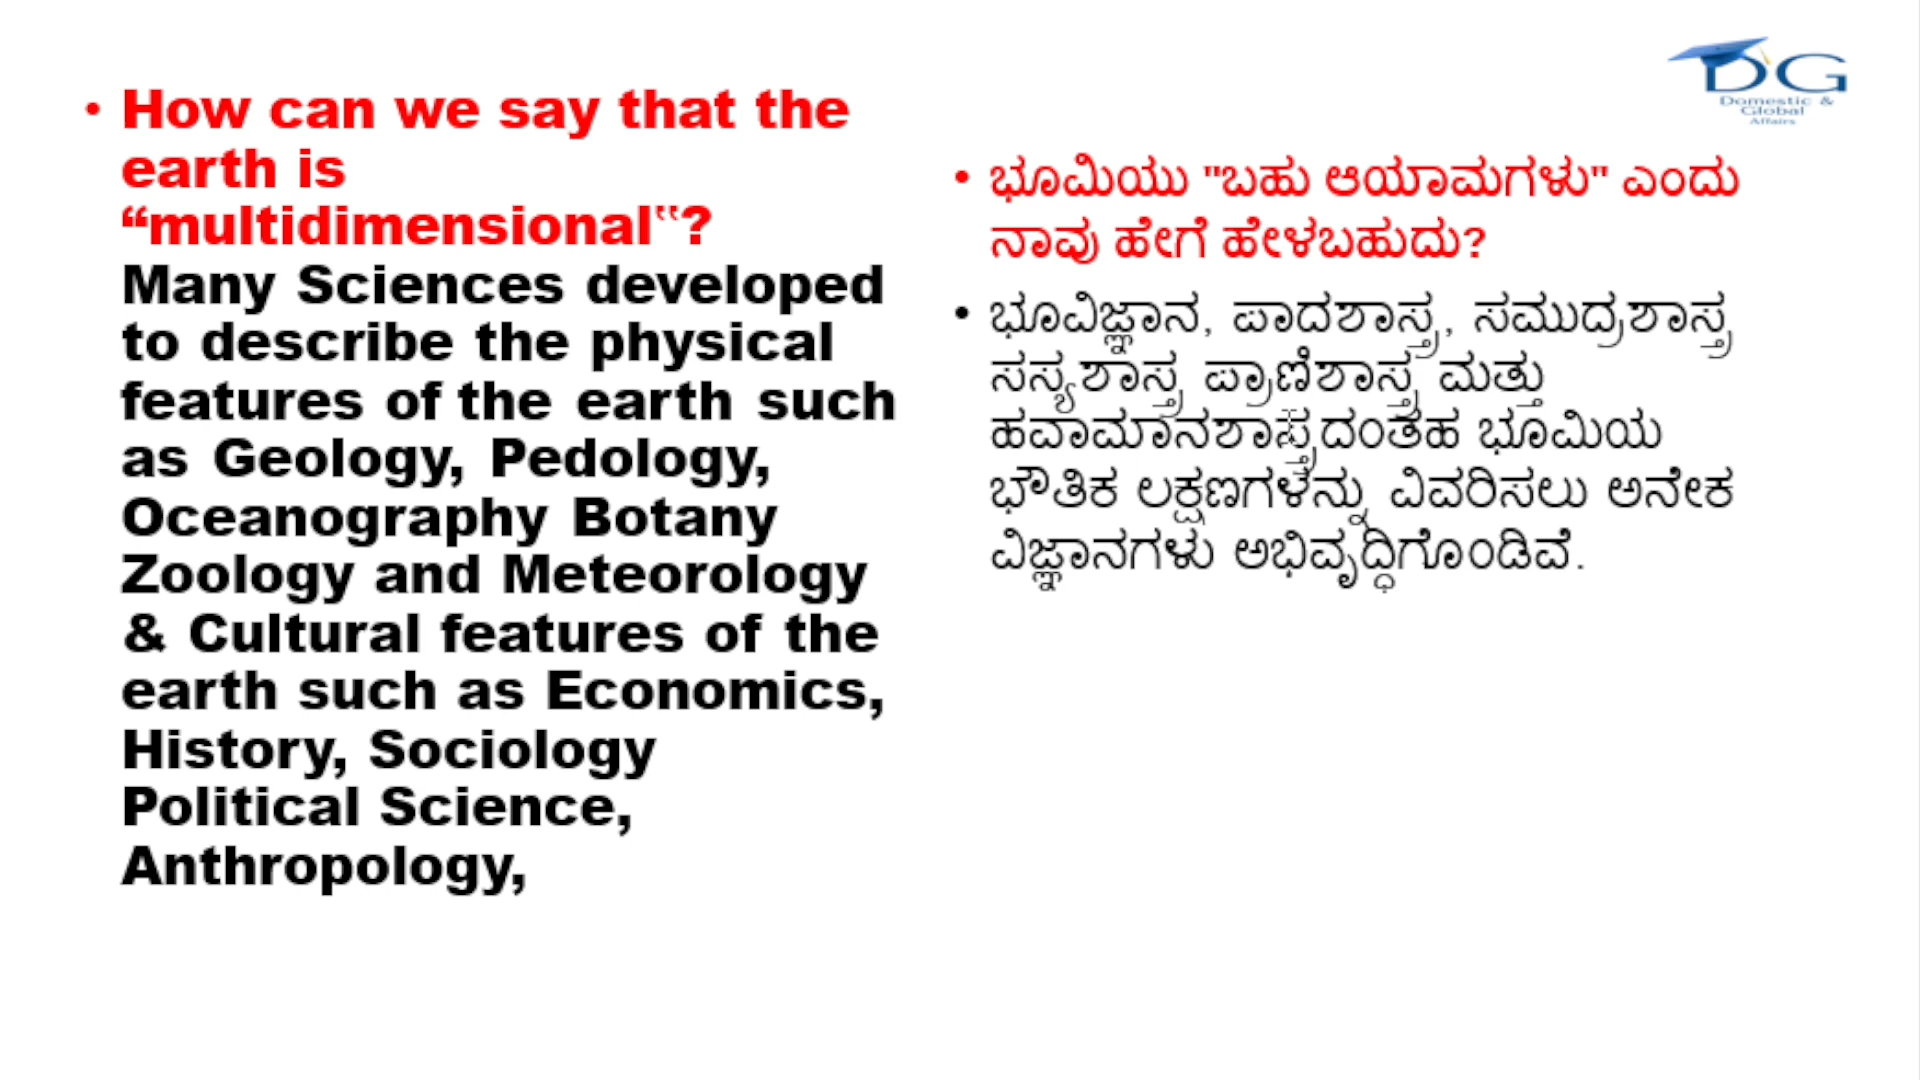 DG
Domestic &
Global
Affairs
• How can we say that the
earth is
“multidimensional‟?
Many Sciences developed
to describe the physical
features of the earth such
as Geology, Pedology,
Oceanography Botany
Zoology and Meteorology
& Cultural features of the
earth such as Economics,
History, Sociology
Political Science,
Anthropology,
• ಭೂಮಿಯು "ಬಹು ಆಯಾಮಗಳು" ಎಂದು
ನಾವು ಹೇಗೆ ಹೇಳಬಹುದು?
• ಭೂವಿಜ್ಞಾನ, ಪಾದಶಾಸ್ತ್ರ, ಸಮುದ್ರಶಾಸ್ತ್ರ
ಸಸ್ಯಶಾಸ್ತ್ರ ಪ್ರಾಣಿಶಾಸ್ತ್ರ ಮತ್ತು
ಹವಾಮಾನಶಾಸ್ತ್ರದಂತಹ ಭೂಮಿಯ
ಭೌತಿಕ ಲಕ್ಷಣಗಳನ್ನು ವಿವರಿಸಲು ಅನೇಕ
ವಿಜ್ಞಾನಗಳು ಅಭಿವೃದ್ಧಿಗೊಂಡಿವೆ.